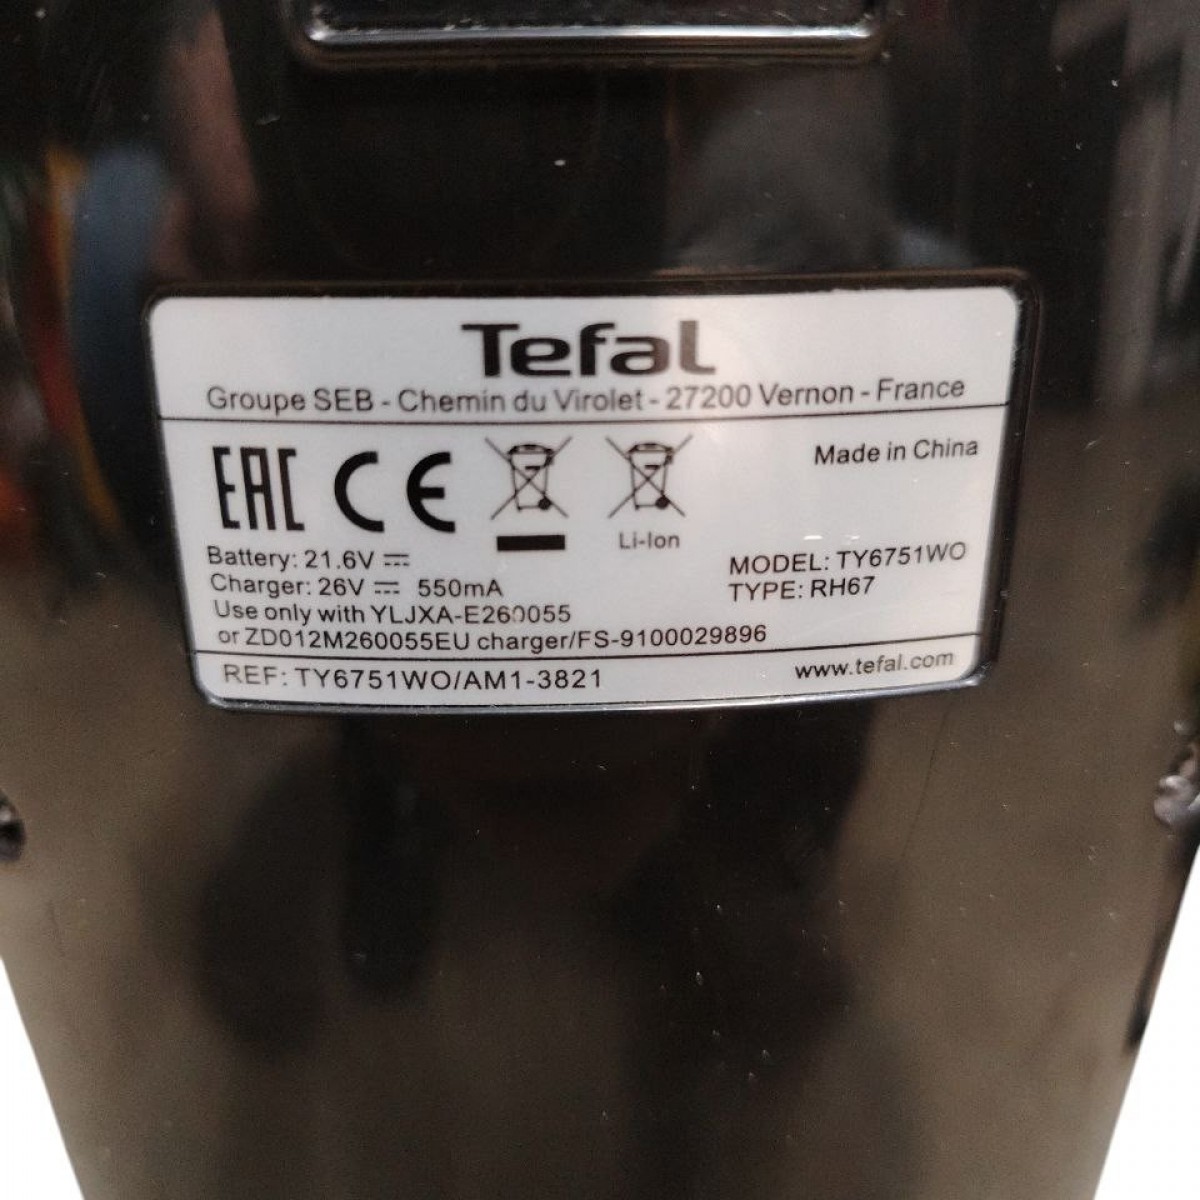 Tefal
Groupe SEB - Chemin du Virolet - 27200 Vernon - France
EAC CE
Made in China
Li-Ion
Battery: 21.6V ⎓
Charger: 26V ⎓ 550mA
Use only with YLJXA-E260055
or ZD012M260055EU charger/FS-9100029896
MODEL: TY6751WO
TYPE: RH67
REF: TY6751WO/AM1-3821
www.tefal.com